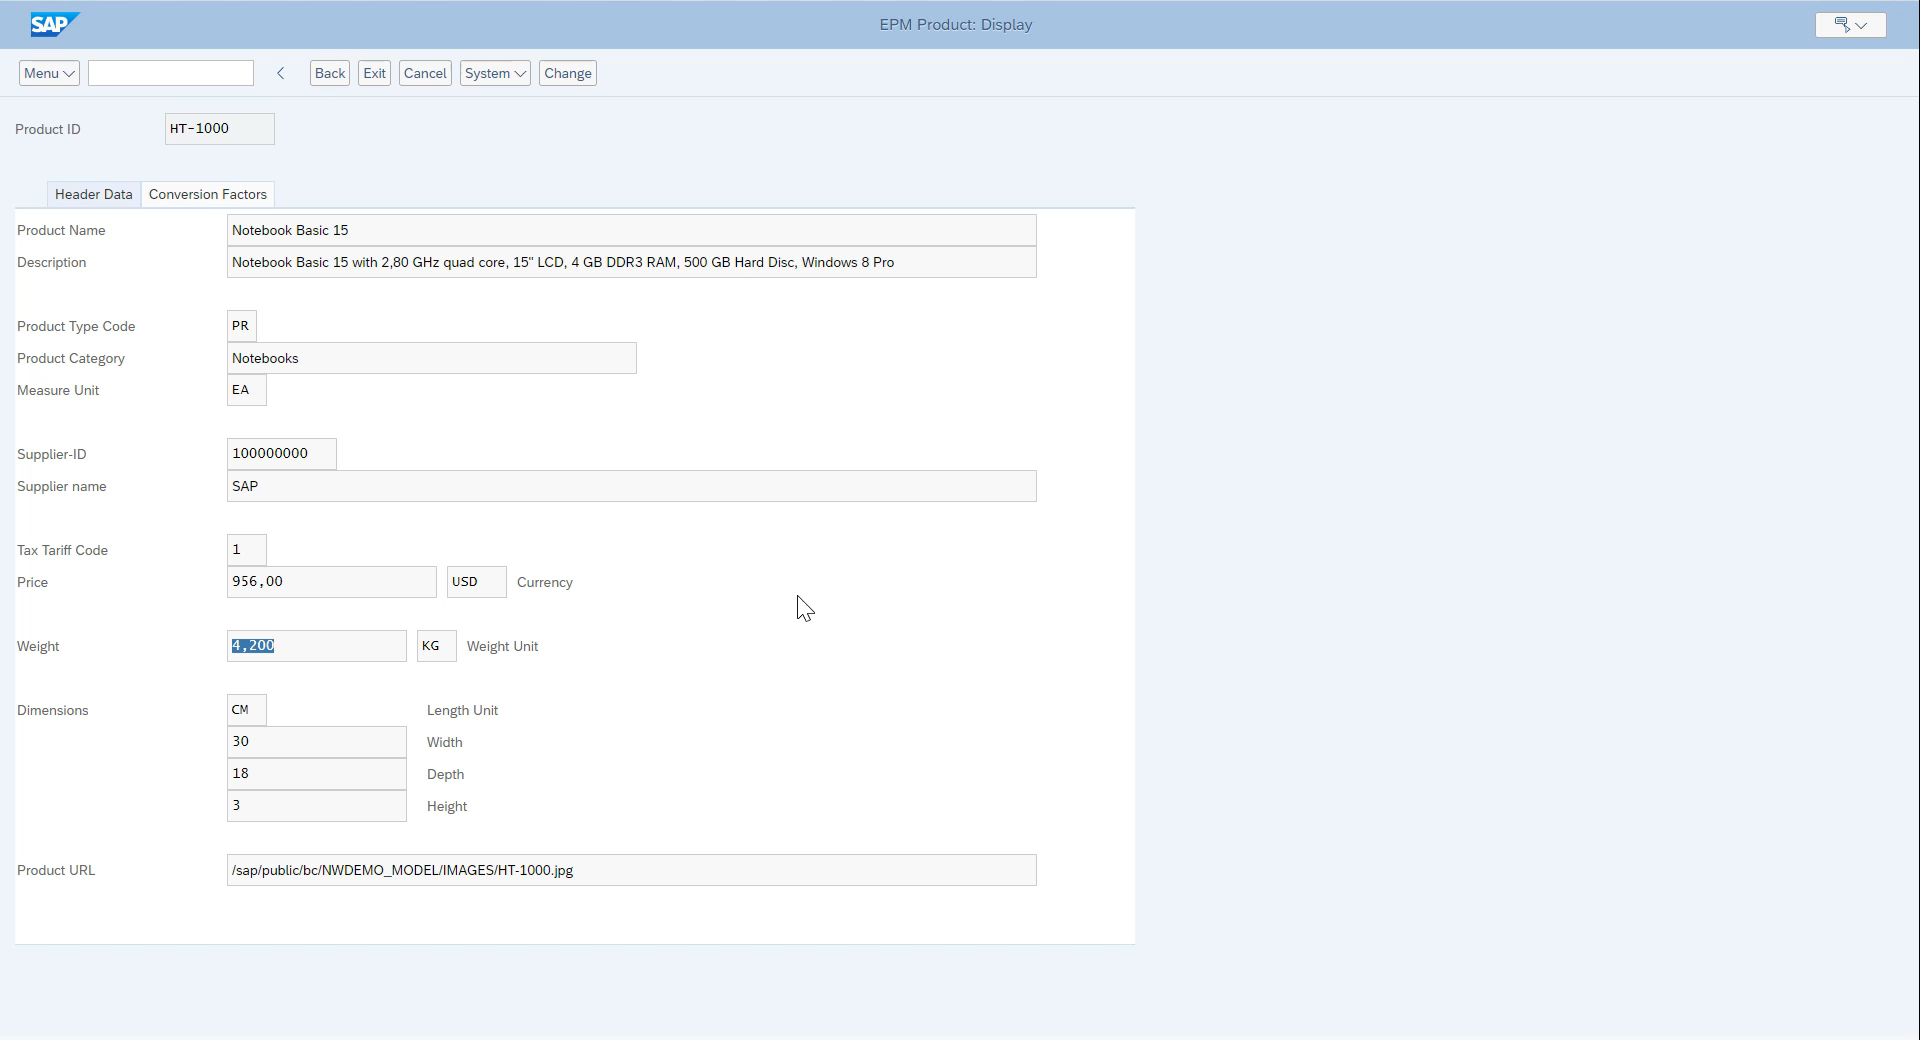 SAP EPM Product: Display
Menu Back Exit Cancel System Change
Product ID HT-1000
Header Data Conversion Factors
Product Name Notebook Basic 15
Description Notebook Basic 15 with 2,80 GHz quad core, 15" LCD, 4 GB DDR3 RAM, 500 GB Hard Disc, Windows 8 Pro
Product Type Code PR
Product Category Notebooks
Measure Unit EA
Supplier-ID 100000000
Supplier name SAP
Tax Tariff Code 1
Price 956,00 USD Currency
Weight 4,200 KG Weight Unit
Dimensions CM Length Unit
30 Width
18 Depth
3 Height
Product URL /sap/public/bc/NWDEMO_MODEL/IMAGES/HT-1000.jpg